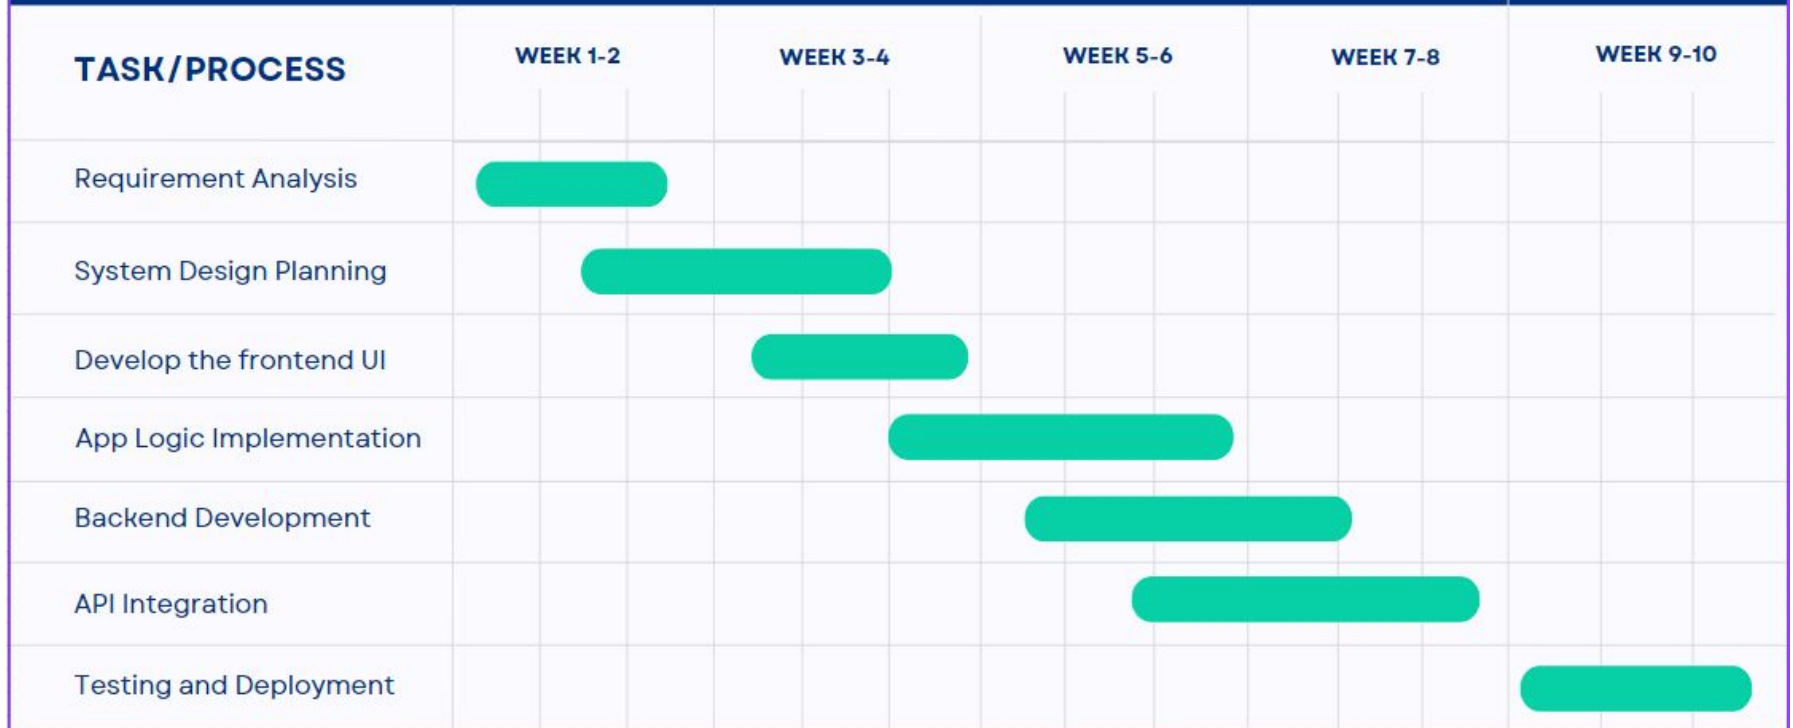 TASK/PROCESS
WEEK 1-2
WEEK 3-4
WEEK 5-6
WEEK 7-8
WEEK 9-10
Requirement Analysis
System Design Planning
Develop the frontend UI
App Logic Implementation
Backend Development
API Integration
Testing and Deployment